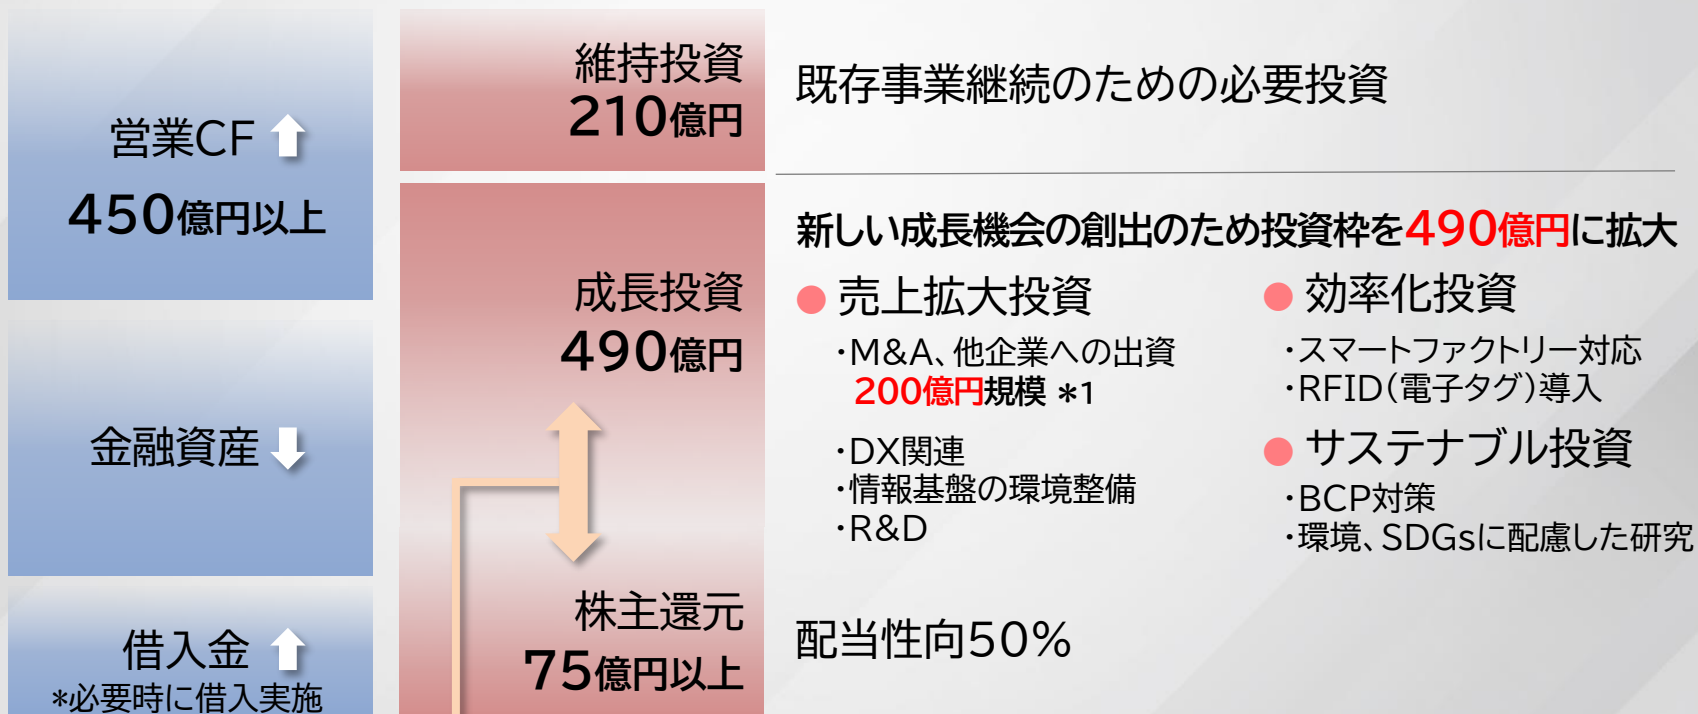 営業CF
450億円以上
金融資産
借入金
*必要時に借入実施
維持投資
210億円
成長投資
490億円
株主還元
75億円以上
既存事業継続のための必要投資
新しい成長機会の創出のため投資枠を490億円に拡大
● 売上拡大投資
・M&A、他企業への出資
200億円規模 *1
・DX関連
・情報基盤の環境整備
・R&D
● 効率化投資
・スマートファクトリー対応
・RFID(電子タグ)導入
● サステナブル投資
・BCP対策
・環境、SDGsに配慮した研究
配当性向50%